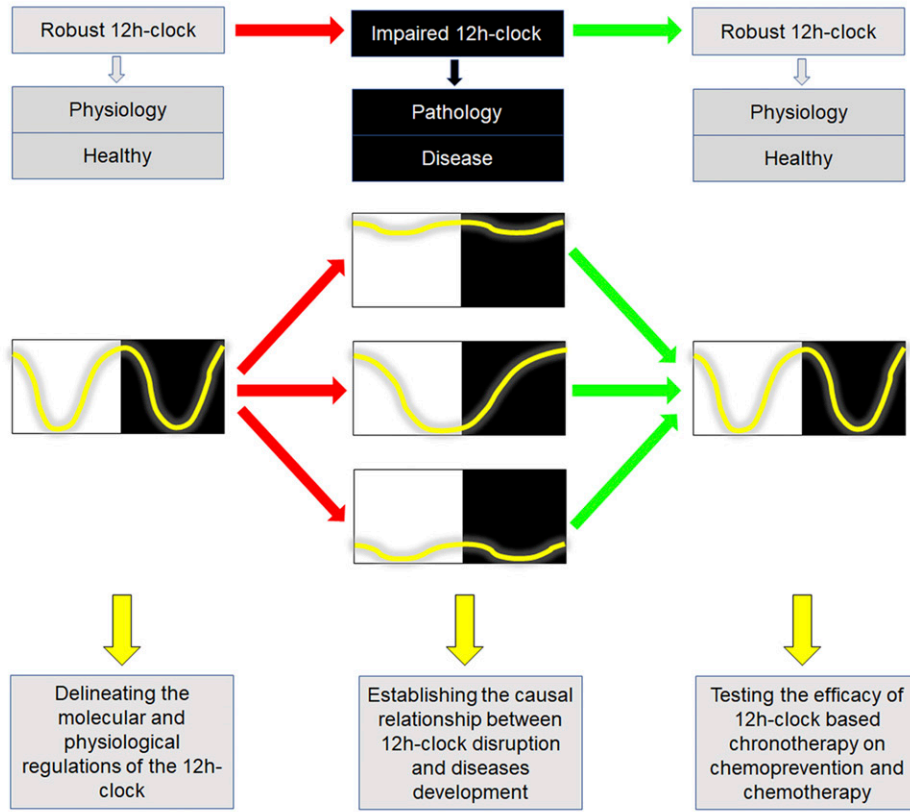 Robust 12h-clock
Impaired 12h-clock
Robust 12h-clock
Physiology
Healthy
Pathology
Disease
Physiology
Healthy
Delineating the
molecular and
physiological
regulations of the 12h-
clock
Establishing the causal
relationship between
12h-clock disruption
and diseases
development
Testing the efficacy of
12h-clock based
chronotherapy on
chemoprevention and
chemotherapy